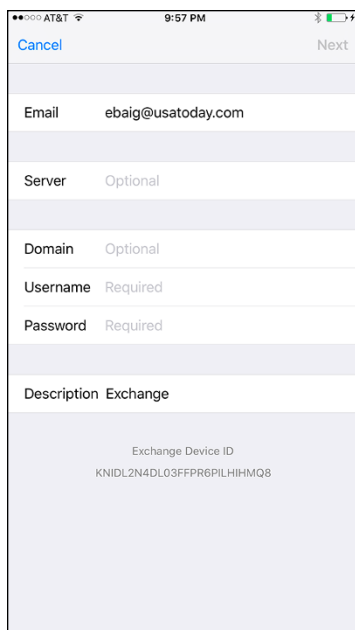 AT&T 9:57 PM
Cancel Next
Email ebaig@usatoday.com
Server Optional
Domain Optional
Username Required
Password Required
Description Exchange
Exchange Device ID
KNIDL2N4DL03FFPR6PILHIHMQ8